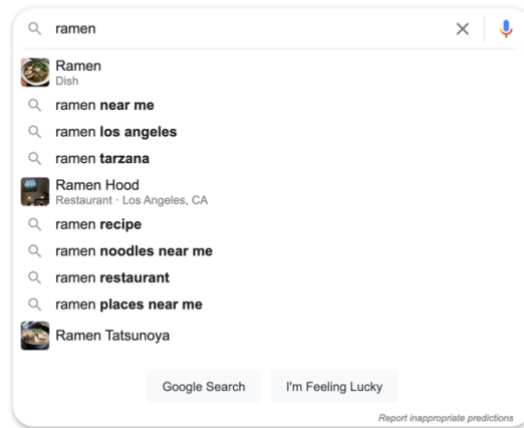 ramen
Ramen
Dish
ramen near me
ramen los angeles
ramen tarzana
Ramen Hood
Restaurant · Los Angeles, CA
ramen recipe
ramen noodles near me
ramen restaurant
ramen places near me
Ramen Tatsunoya
Google Search I'm Feeling Lucky
Report inappropriate predictions